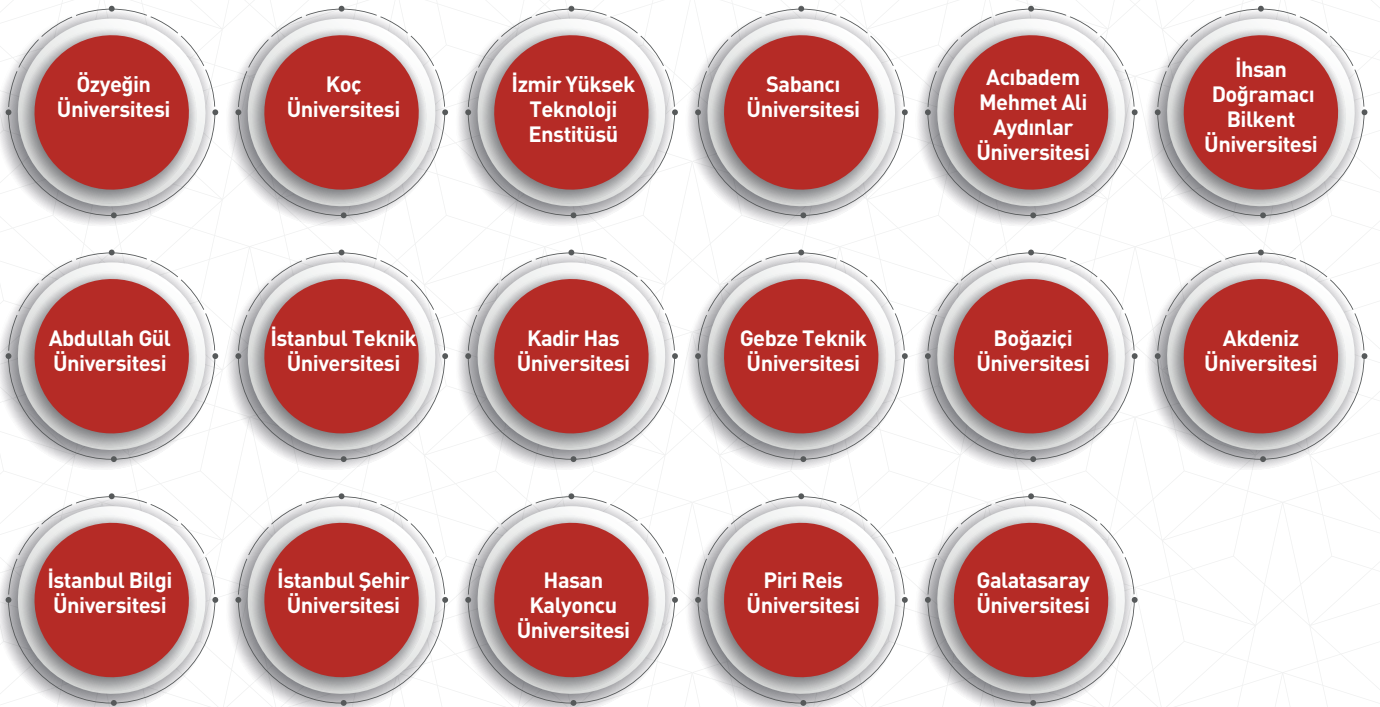 Özyeğin
Üniversitesi
Koç
Üniversitesi
İzmir Yüksek
Teknoloji
Enstitüsü
Sabancı
Üniversitesi
Acıbadem
Mehmet Ali
Aydınlar
Üniversitesi
İhsan
Doğramacı
Bilkent
Üniversitesi
Abdullah Gül
Üniversitesi
İstanbul Teknik
Üniversitesi
Kadir Has
Üniversitesi
Gebze Teknik
Üniversitesi
Boğaziçi
Üniversitesi
Akdeniz
Üniversitesi
İstanbul Bilgi
Üniversitesi
İstanbul Şehir
Üniversitesi
Hasan
Kalyoncu
Üniversitesi
Piri Reis
Üniversitesi
Galatasaray
Üniversitesi